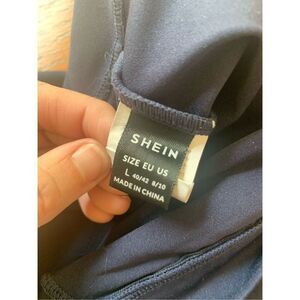 SHEIN
SIZE EU US
L 40/42 8/10
MADE IN CHINA